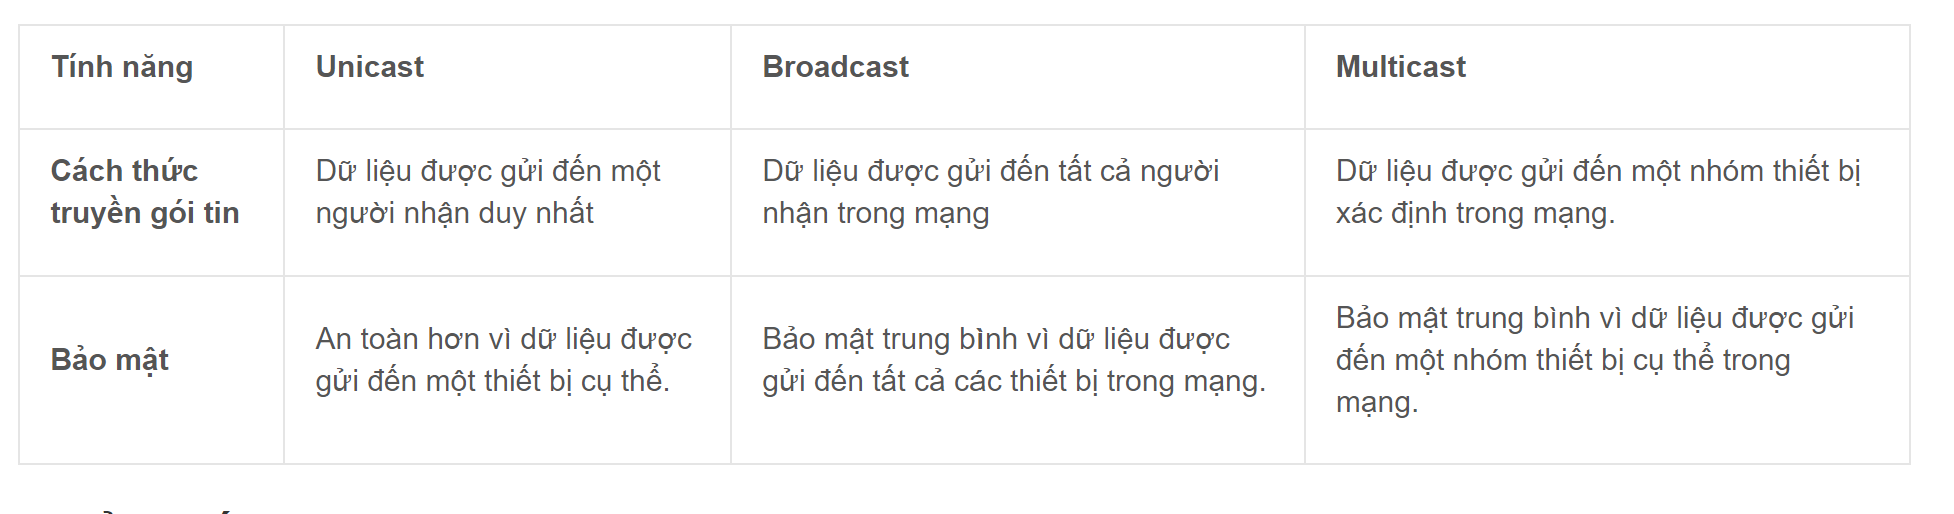 Tính năng
Unicast
Broadcast
Multicast
Cách thức
truyền gói tin
Dữ liệu được gửi đến một
người nhận duy nhất
Dữ liệu được gửi đến tất cả người
nhận trong mạng
Dữ liệu được gửi đến một nhóm thiết bị
xác định trong mạng.
Bảo mật
An toàn hơn vì dữ liệu được
gửi đến một thiết bị cụ thể.
Bảo mật trung bình vì dữ liệu được
gửi đến tất cả các thiết bị trong mạng.
Bảo mật trung bình vì dữ liệu được gửi
đến một nhóm thiết bị cụ thể trong
mạng.